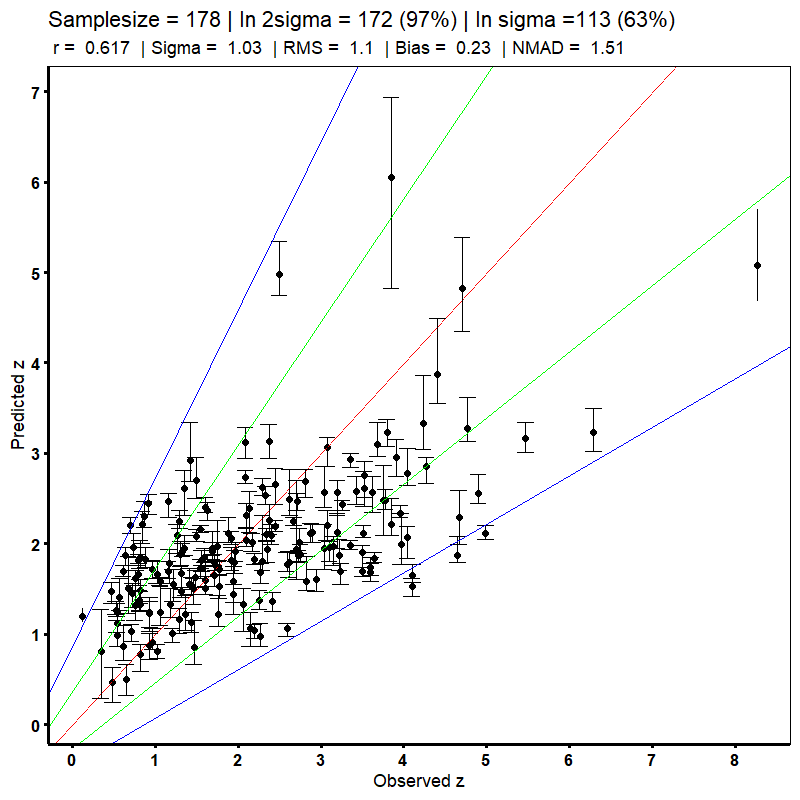 Samplesize = 178 | In 2sigma = 172 (97%) | In sigma =113 (63%)
r = 0.617 | Sigma = 1.03 | RMS = 1.1 | Bias = 0.23 | NMAD = 1.51
7
6
5
4
3
2
1
0
Predicted z
0 1 2 3 4 5 6 7 8
Observed z